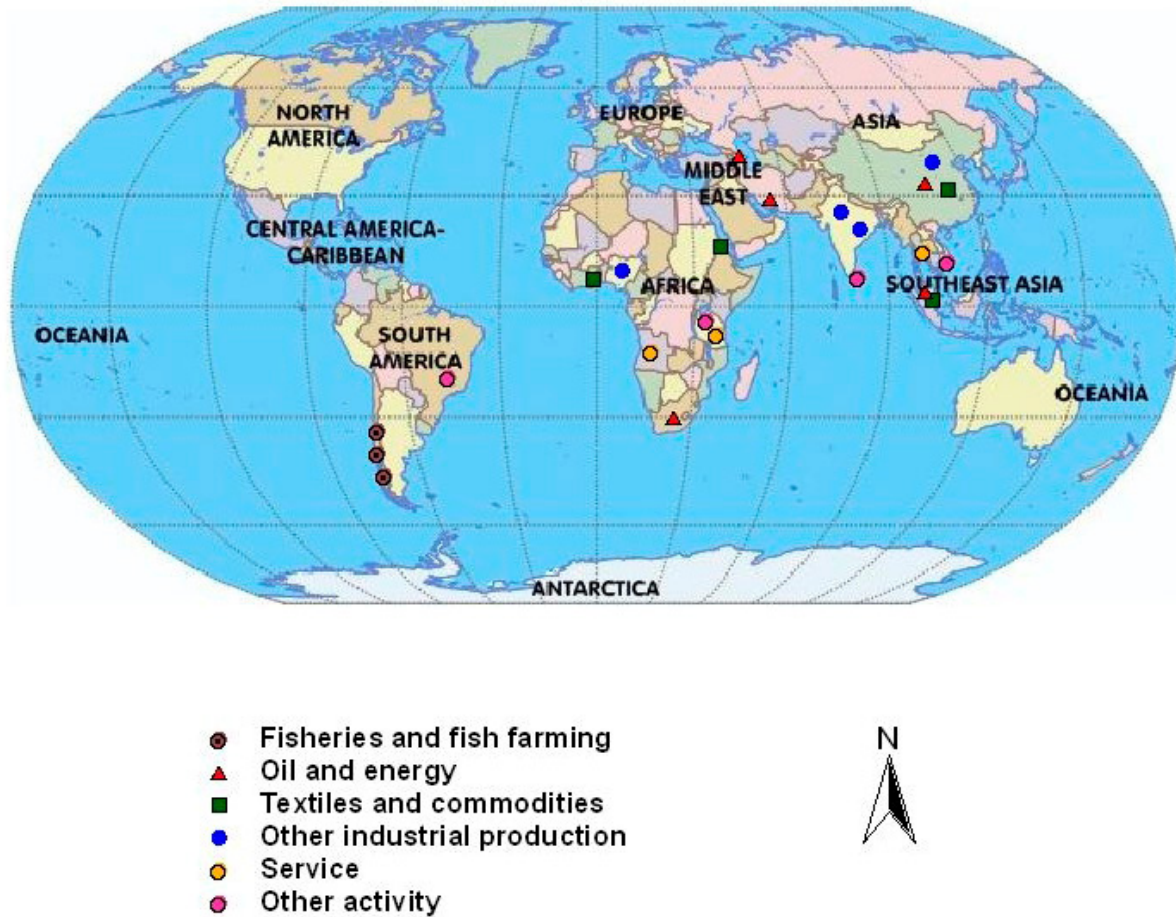 NORTH
AMERICA
EUROPE
ASIA
MIDDLE
EAST
CENTRAL AMERICA-
CARIBBEAN
AFRICA
SOUTHEAST ASIA
OCEANIA
SOUTH
AMERICA
OCEANIA
ANTARCTICA
Fisheries and fish farming
Oil and energy
Textiles and commodities
Other industrial production
Service
Other activity
N